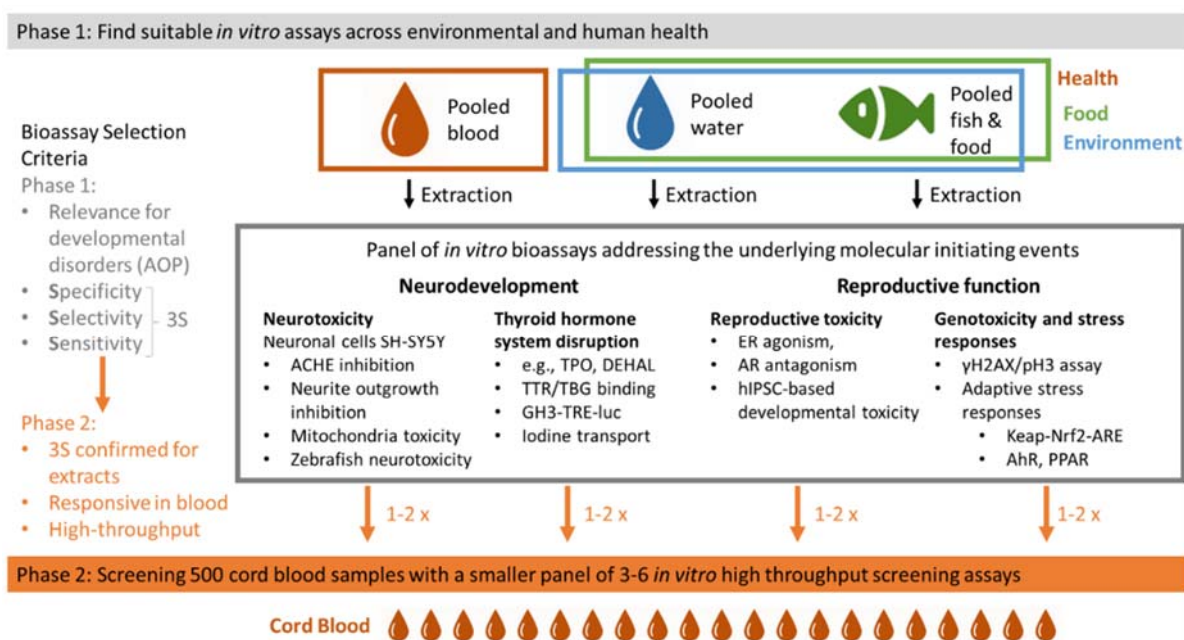 Phase 1: Find suitable in vitro assays across environmental and human health
Pooled
blood
Pooled
water
Pooled
fish &
food
Health
Food
Environment
Extraction
Extraction
Extraction
Bioassay Selection
Criteria
Phase 1:
• Relevance for
developmental
disorders (AOP)
• Specificity
• Selectivity
• Sensitivity
3S
Phase 2:
• 3S confirmed for
extracts
• Responsive in blood
• High-throughput
Panel of in vitro bioassays addressing the underlying molecular initiating events
Neurodevelopment
Neurotoxicity
Neuronal cells SH-SY5Y
• ACHE inhibition
• Neurite outgrowth
inhibition
• Mitochondria toxicity
• Zebrafish neurotoxicity
Thyroid hormone
system disruption
• e.g., TPO, DEHAL
• TTR/TBG binding
• GH3-TRE-luc
• Iodine transport
Reproductive function
Reproductive toxicity
• ER agonism,
• AR antagonism
• hIPSC-based
developmental toxicity
Genotoxicity and stress
responses
• γH2AX/pH3 assay
• Adaptive stress
responses
• Keap-Nrf2-ARE
• AhR, PPAR
1-2 x
1-2 x
1-2 x
1-2 x
Phase 2: Screening 500 cord blood samples with a smaller panel of 3-6 in vitro high throughput screening assays
Cord Blood